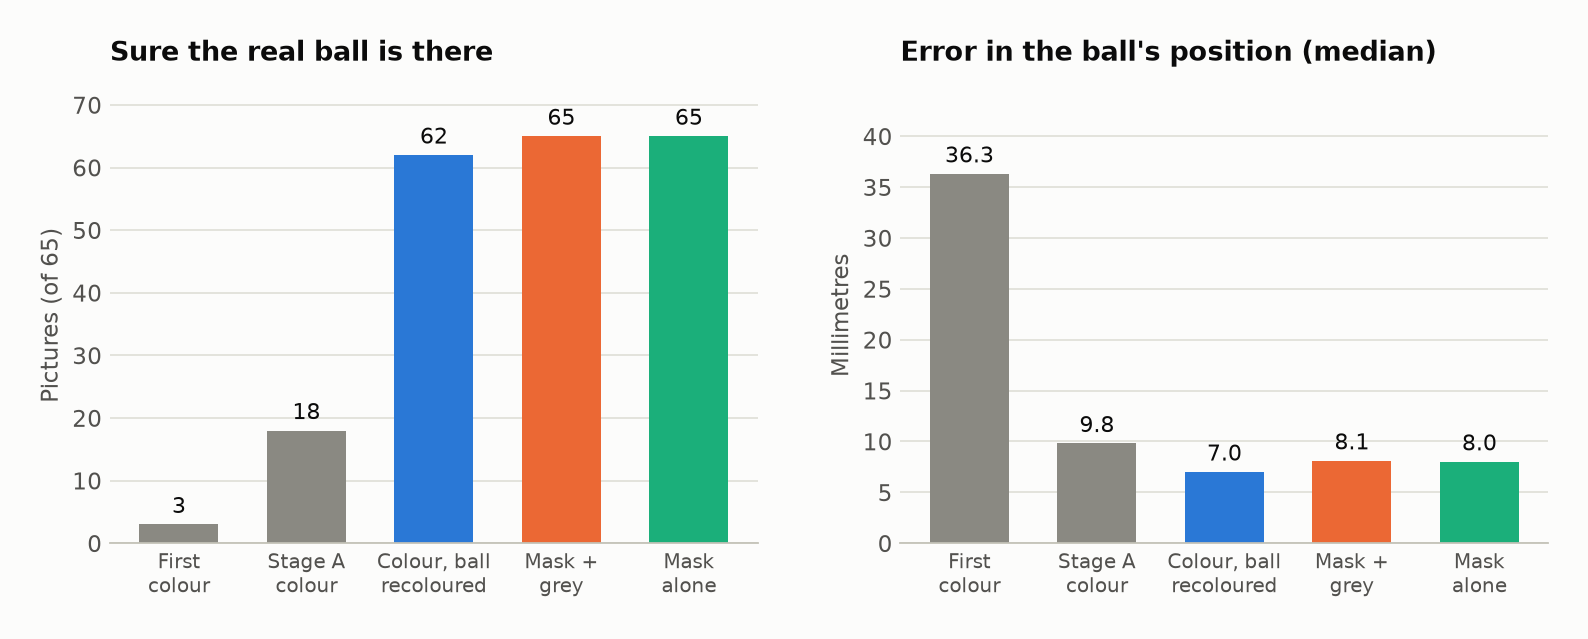 Sure the real ball is there
Pictures (of 65)
70
60
50
40
30
20
10
0
3
18
62
65
65
First
colour
Stage A
colour
Colour, ball
recoloured
Mask +
grey
Mask
alone
Error in the ball's position (median)
Millimetres
40
35
30
25
20
15
10
5
0
36.3
9.8
7.0
8.1
8.0
First
colour
Stage A
colour
Colour, ball
recoloured
Mask +
grey
Mask
alone